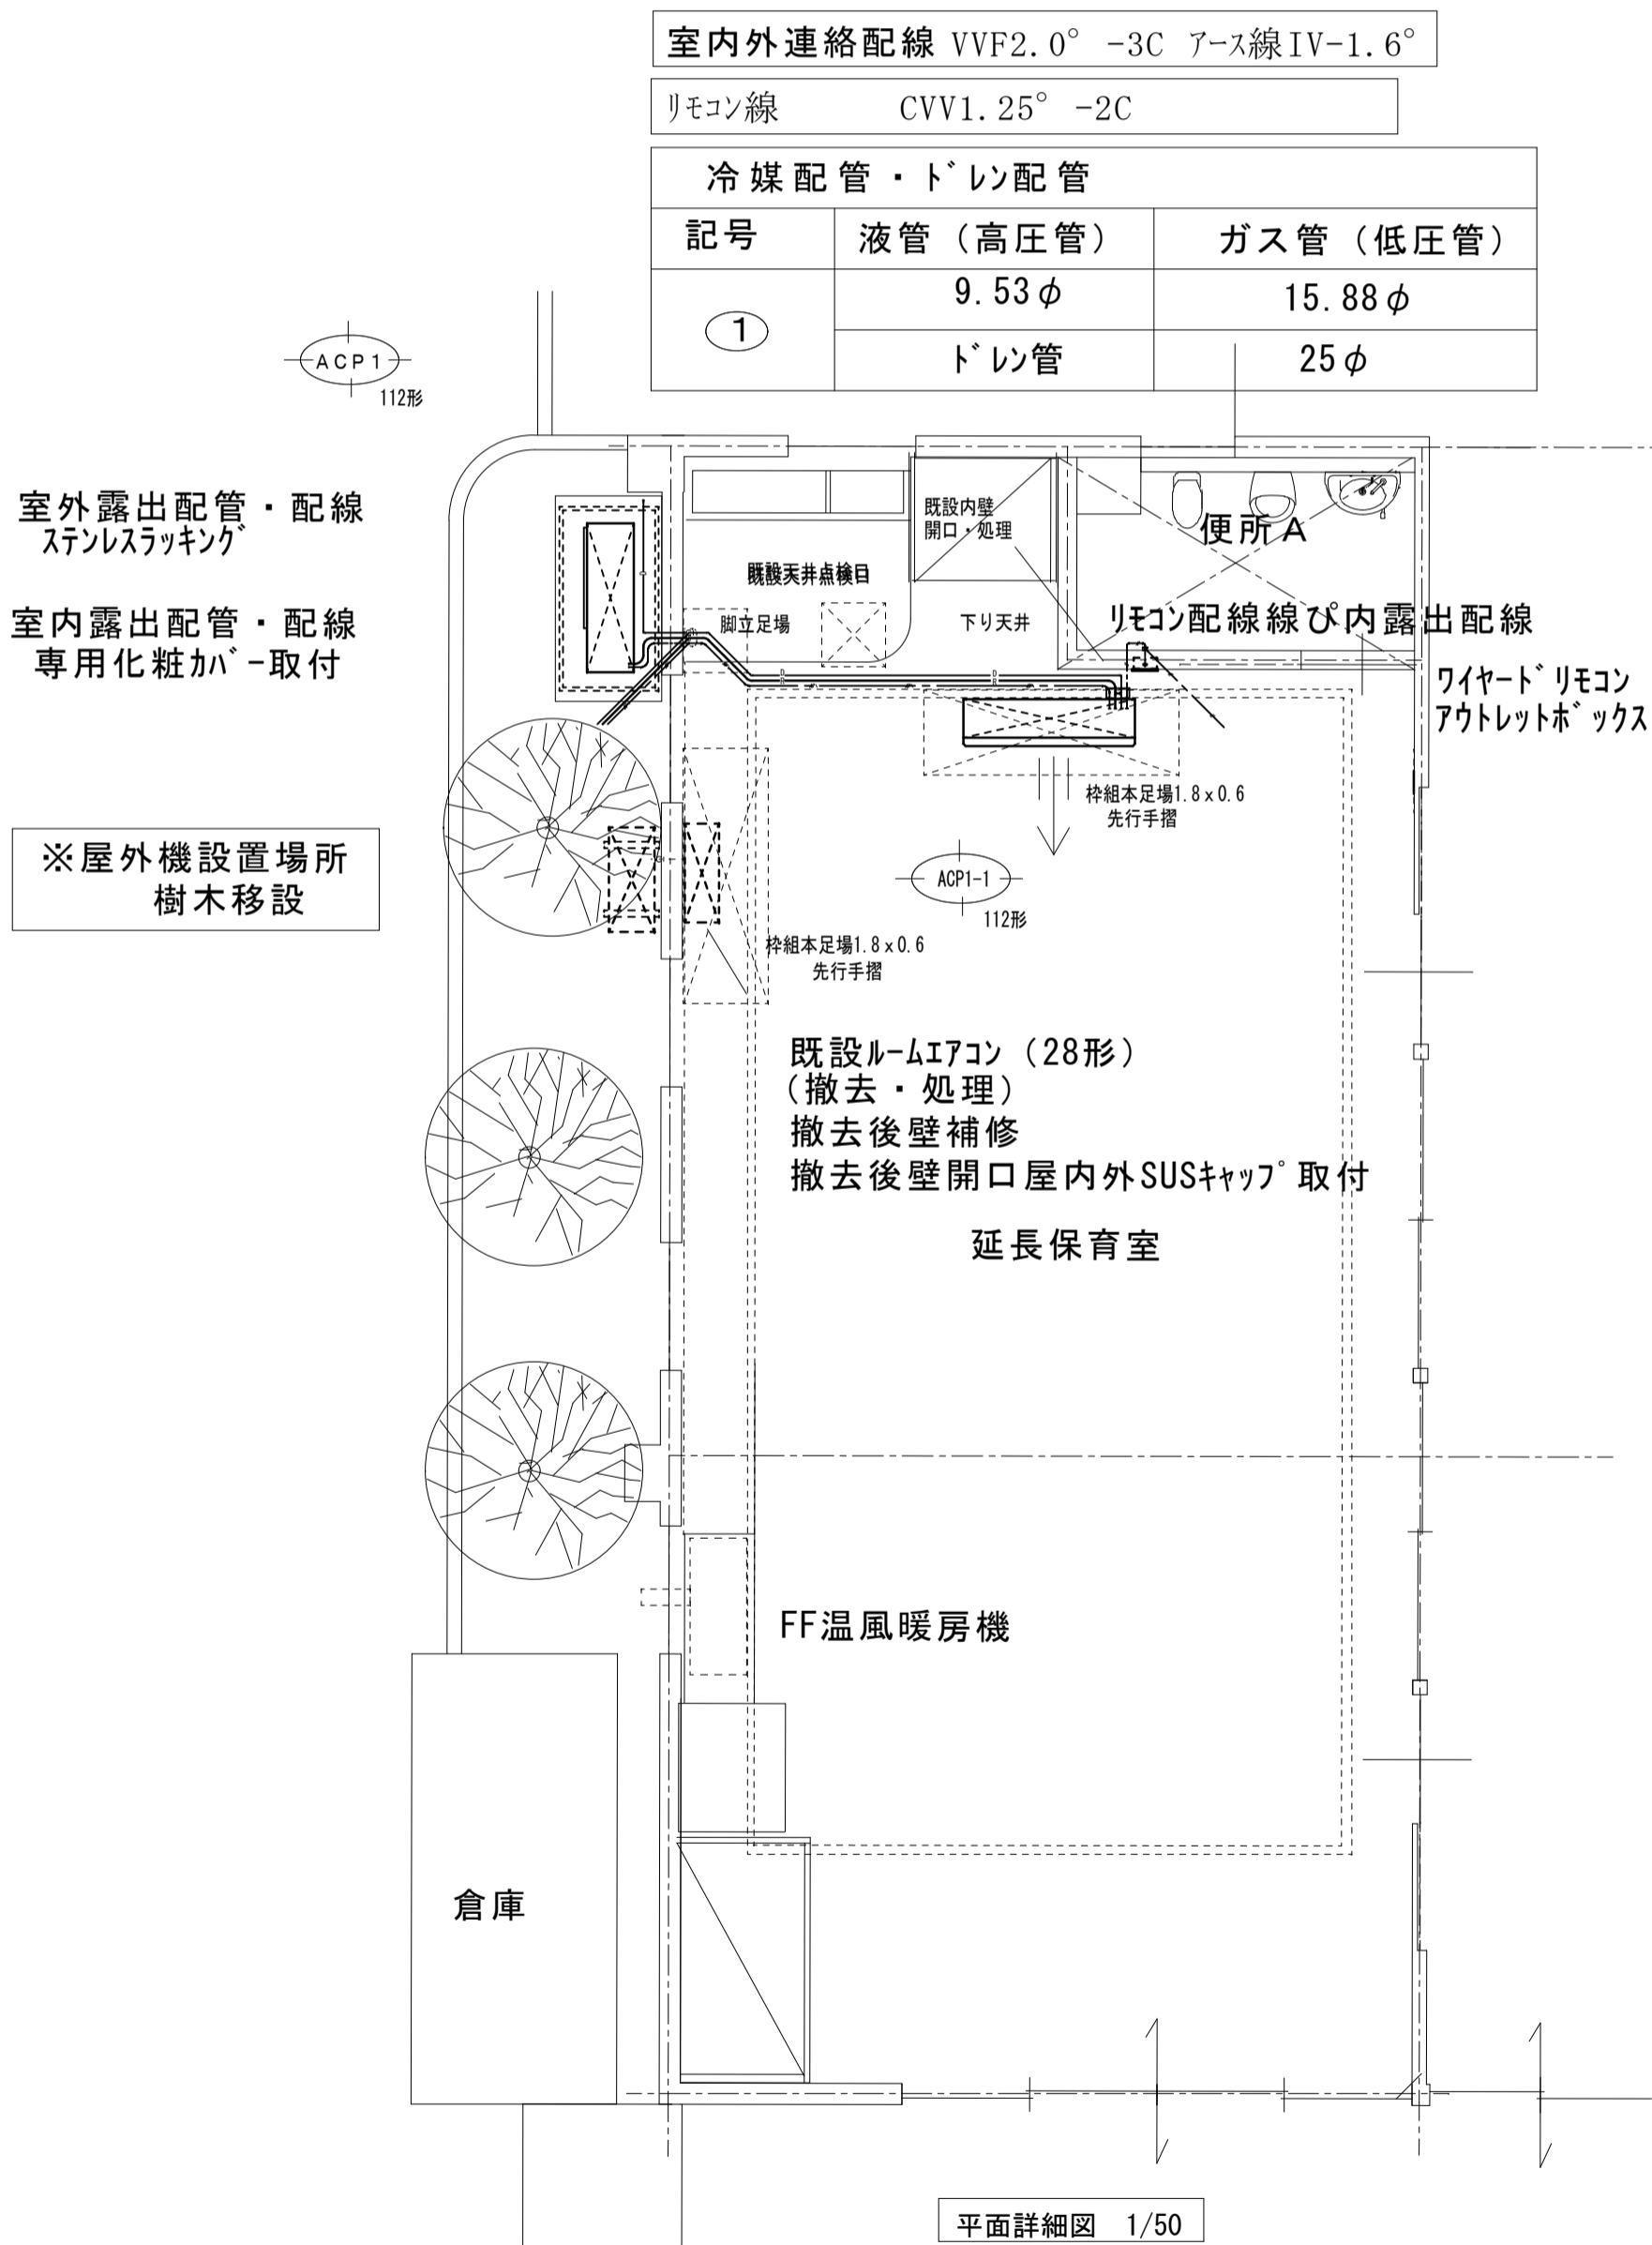 室内外連絡配線 VVF2.0° -3C アース線IV-1.6°
リモコン線 CVV1.25° -2C
冷媒配管・ドレン配管
記号 液管（高圧管） ガス管（低圧管）
1 9.53φ 15.88φ
ドレン管 25φ
ACP1
112形
室外露出配管・配線
ステンレスラッキング
室内露出配管・配線
専用化粧カバー取付
※屋外機設置場所
樹木移設
既設内壁
開口・処理
便所A
既設天井点検口
脚立足場
下り天井
リモコン配線線ぴ内露出配線
ワイヤードリモコン
アウトレットボックス
枠組本足場1.8x0.6
先行手摺
ACP1-1
112形
枠組本足場1.8x0.6
先行手摺
既設ルームエアコン（28形）
（撤去・処理）
撤去後壁補修
撤去後壁開口屋内外SUSキャップ取付
延長保育室
FF温風暖房機
倉庫
平面詳細図 1/50